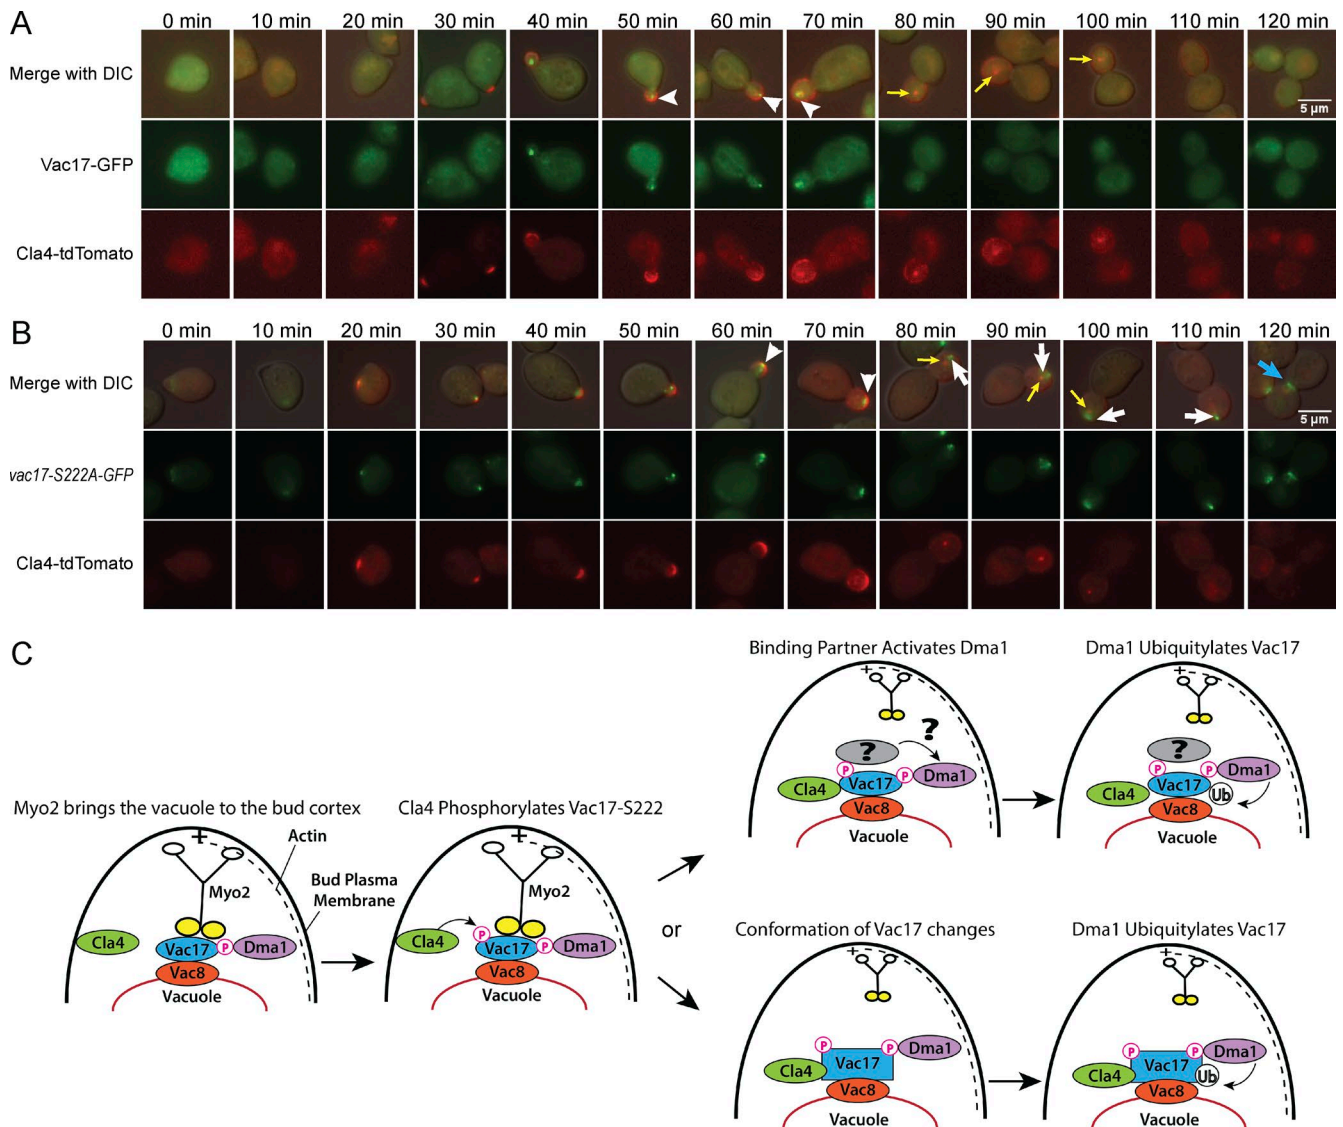 A
0 min 10 min 20 min 30 min 40 min 50 min 60 min 70 min 80 min 90 min 100 min 110 min 120 min
Merge with DIC
5 µm
Vac17-GFP
Cla4-tdTomato
B
0 min 10 min 20 min 30 min 40 min 50 min 60 min 70 min 80 min 90 min 100 min 110 min 120 min
Merge with DIC
5 µm
vac17-S222A-GFP
Cla4-tdTomato
C
Myo2 brings the vacuole to the bud cortex
+
Actin
Myo2
Bud Plasma
Membrane
Cla4
Vac17
P
Dma1
Vac8
Vacuole
Cla4 Phosphorylates Vac17-S222
+
Myo2
Cla4
P
Vac17
P
Dma1
Vac8
Vacuole
or
Binding Partner Activates Dma1
+
?
?
P
P
Cla4
Vac17
Dma1
Vac8
Vacuole
Dma1 Ubiquitylates Vac17
+
?
P
P
Cla4
Vac17
Dma1
Ub
Vac8
Vacuole
Conformation of Vac17 changes
+
P
P
Dma1
Cla4
Vac17
Vac8
Vacuole
Dma1 Ubiquitylates Vac17
+
P
P
Dma1
Cla4
Vac17
Ub
Vac8
Vacuole